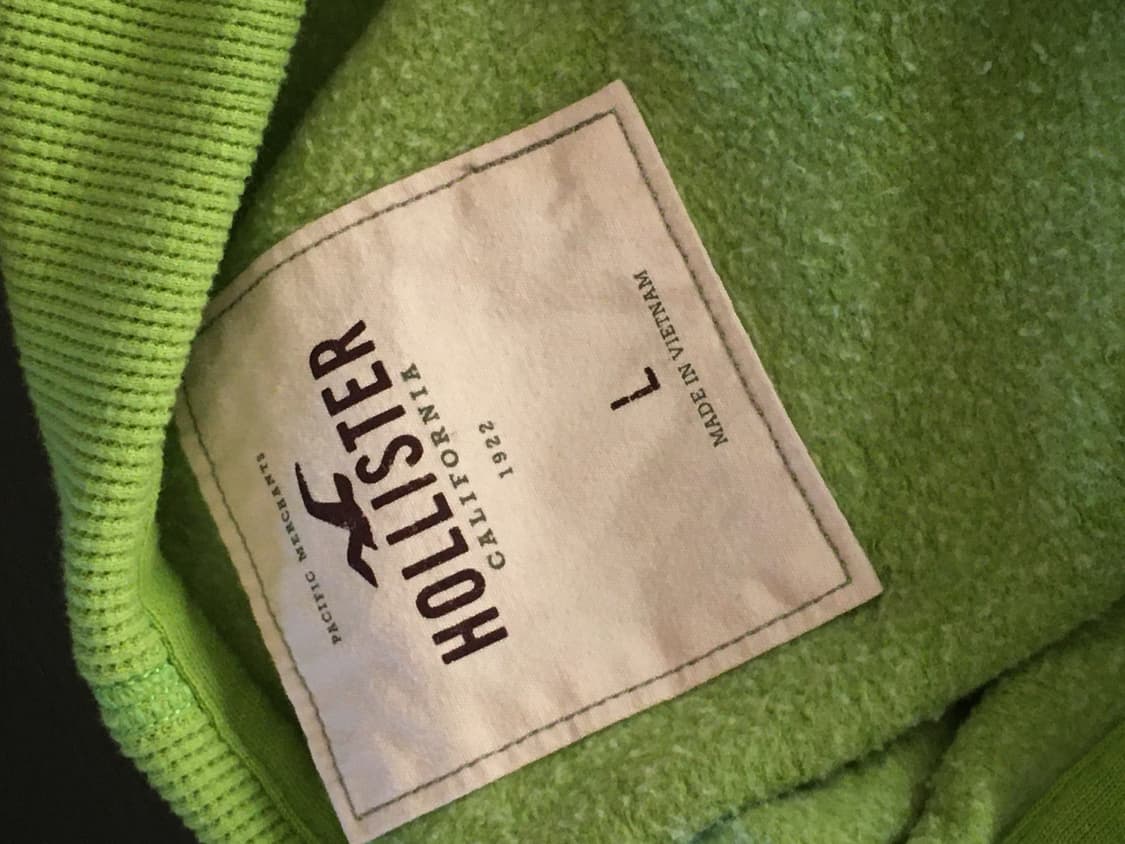 PACIFIC MERCHANTS
HOLLISTER
CALIFORNIA
1922
L
MADE IN VIETNAM